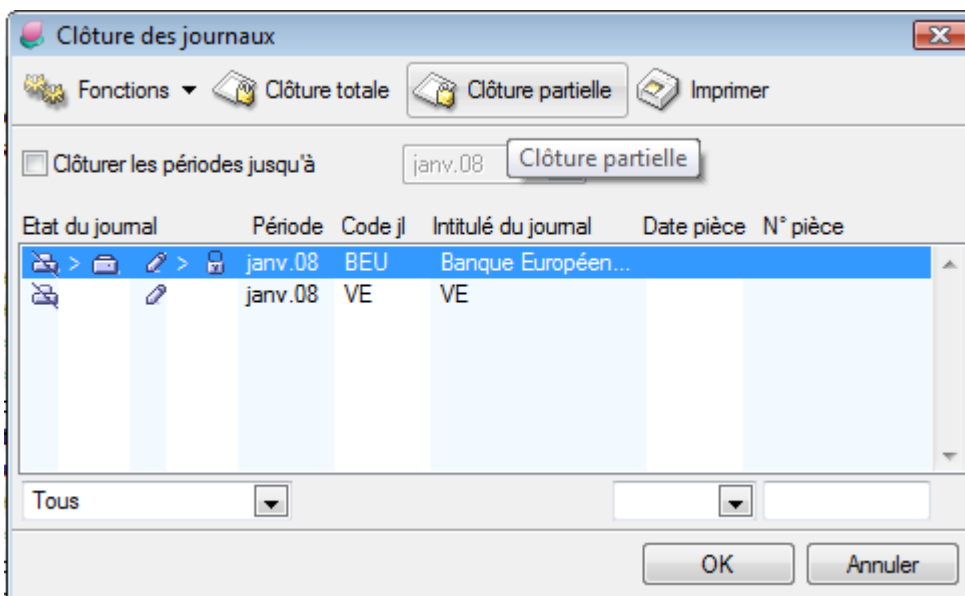 Clôture des journaux
Fonctions Clôture totale Clôture partielle Imprimer
Clôturer les périodes jusqu'à janv.08 Clôture partielle
Etat du journal Période Code jl Intitulé du journal Date pièce N° pièce
> > janv.08 BEU Banque Européen...
janv.08 VE VE
Tous
OK Annuler